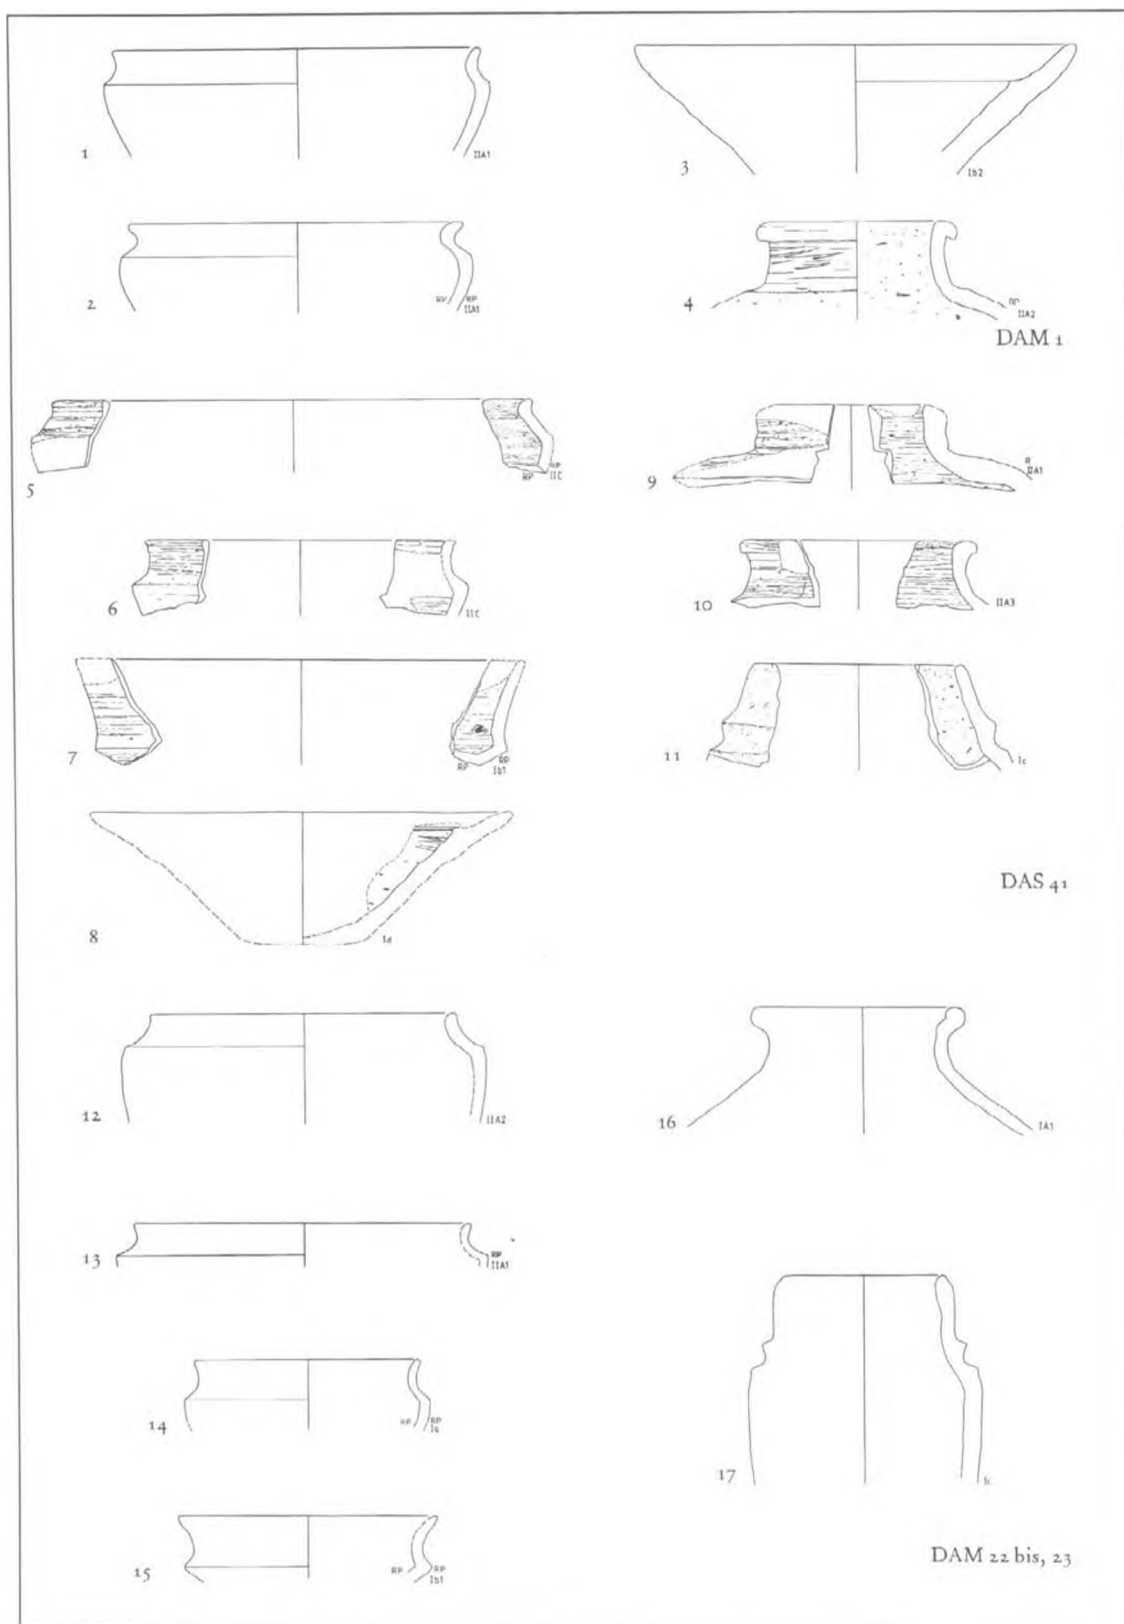 1
IIA1
3
Ib2
2
RP RP
IIA1
4
RP
IIA2
DAM 1
5
RP
RP IIC
9
R
IIA1
6
IIC
10
IIA3
7
RP RP
Ib1
11
Ic
8
DAS 41
12
IIA2
16
IA1
13
RP
IIA1
14
RP RP
17
15
RP RP
Ib1
DAM 22 bis, 23